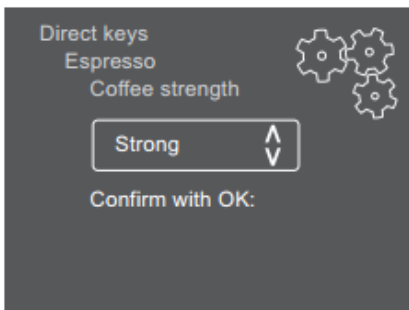 Direct keys
Espresso
Coffee strength
Strong
Confirm with OK: